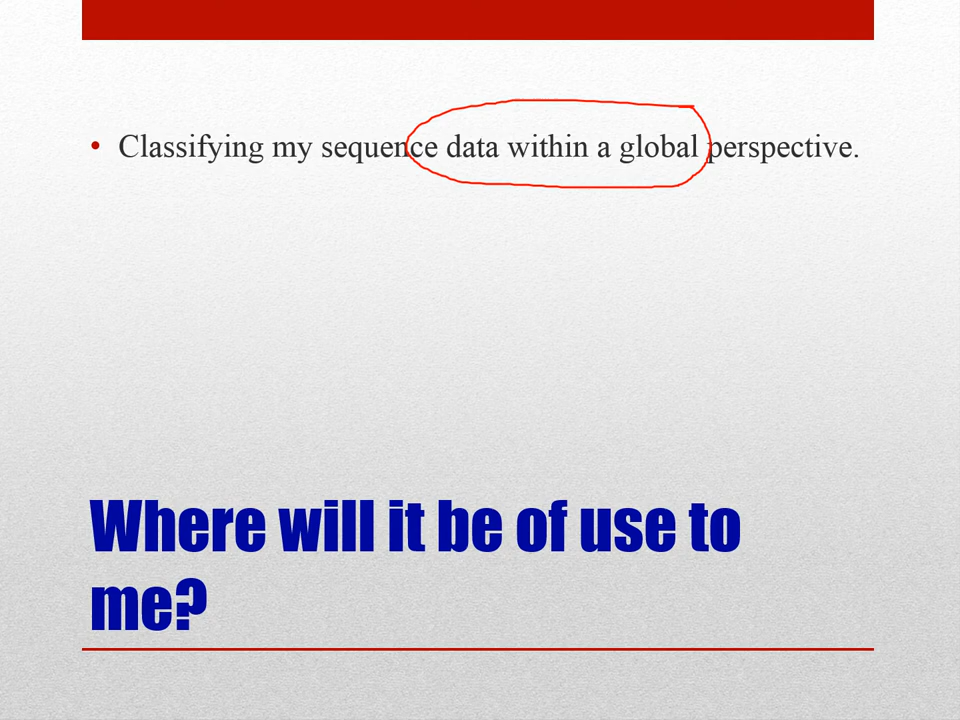 • Classifying my sequence data within a global perspective.
Where will it be of use to
me?